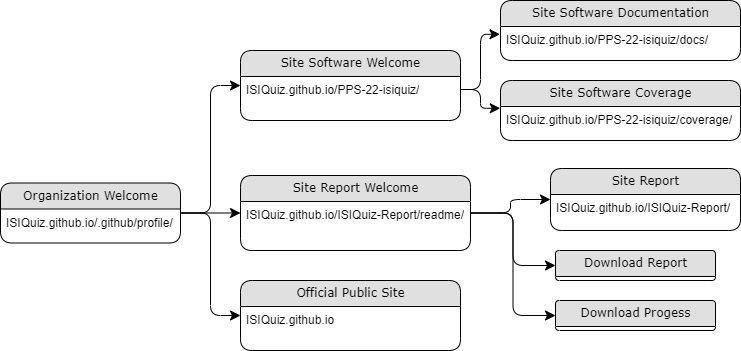 Organization Welcome
ISIQuiz.github.io/.github/profile/
Site Software Welcome
ISIQuiz.github.io/PPS-22-isiquiz/
Site Software Documentation
ISIQuiz.github.io/PPS-22-isiquiz/docs/
Site Software Coverage
ISIQuiz.github.io/PPS-22-isiquiz/coverage/
Site Report Welcome
ISIQuiz.github.io/ISIQuiz-Report/readme/
Site Report
ISIQuiz.github.io/ISIQuiz-Report/
Download Report
Download Progess
Official Public Site
ISIQuiz.github.io